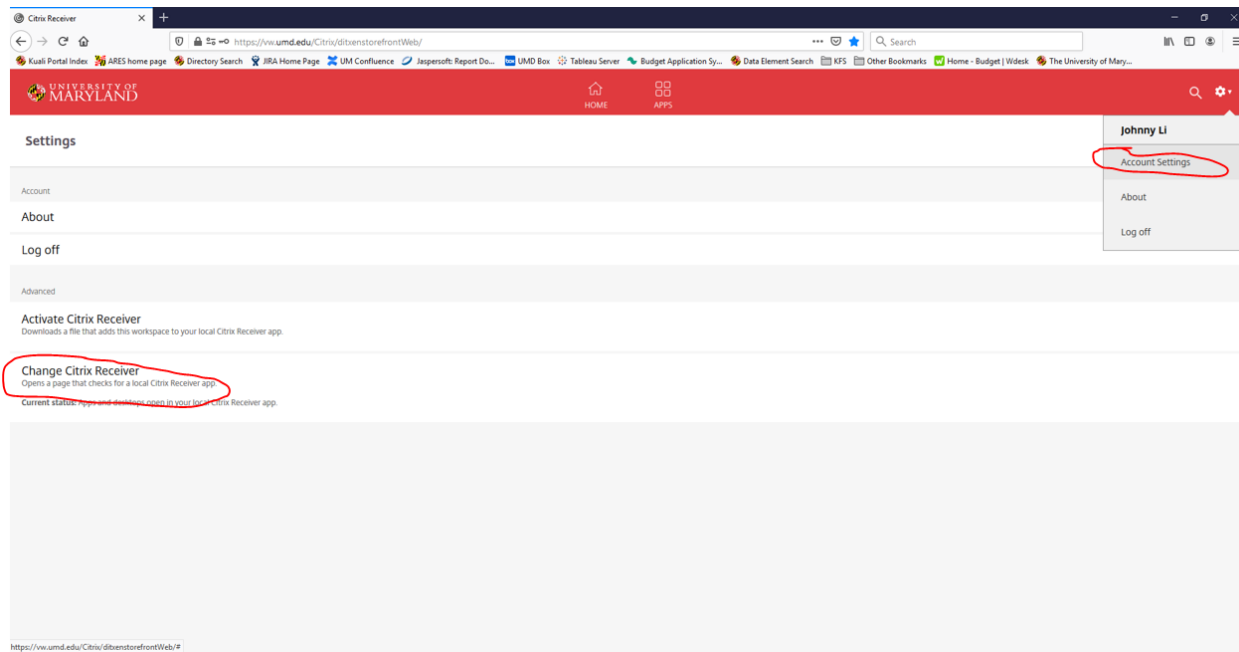 Citrix Receiver
https://vw.umd.edu/Citrix/ditxenstorefrontWeb/
Search
Kuali Portal Index ARES home page Directory Search JIRA Home Page UM Confluence Jaspersoft: Report Do... UMD Box Tableau Server Budget Application Sy... Data Element Search KFS Other Bookmarks Home - Budget | Wdesk The University of Mary...
UNIVERSITY OF
MARYLAND
HOME APPS
Settings
Johnny Li
Account Settings
About
Log off
Account
About
Log off
Advanced
Activate Citrix Receiver
Downloads a file that adds this workspace to your local Citrix Receiver app.
Change Citrix Receiver
Opens a page that checks for a local Citrix Receiver app.
Current status: Apps and desktops open in your local Citrix Receiver app.
https://vw.umd.edu/Citrix/ditxenstorefrontWeb/#